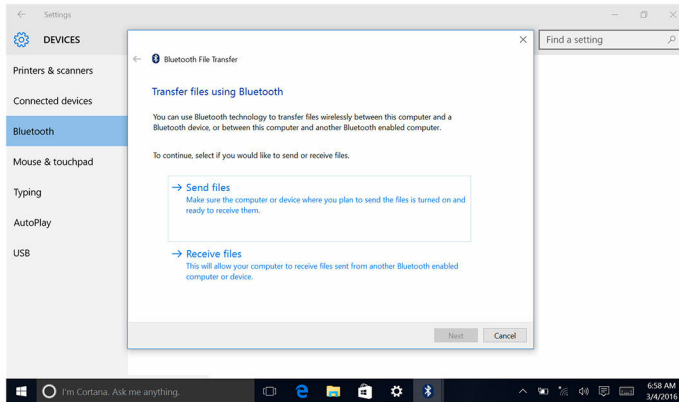 Settings
DEVICES
Find a setting
Printers & scanners
Connected devices
Bluetooth
Mouse & touchpad
Typing
AutoPlay
USB
Bluetooth File Transfer
Transfer files using Bluetooth
You can use Bluetooth technology to transfer files wirelessly between this computer and a
Bluetooth device, or between this computer and another Bluetooth enabled computer.
To continue, select if you would like to send or receive files.
Send files
Make sure the computer or device where you plan to send the files is turned on and
ready to receive them.
Receive files
This will allow your computer to receive files sent from another Bluetooth enabled
computer or device.
Next Cancel
I'm Cortana. Ask me anything.
6:58 AM
3/4/2016